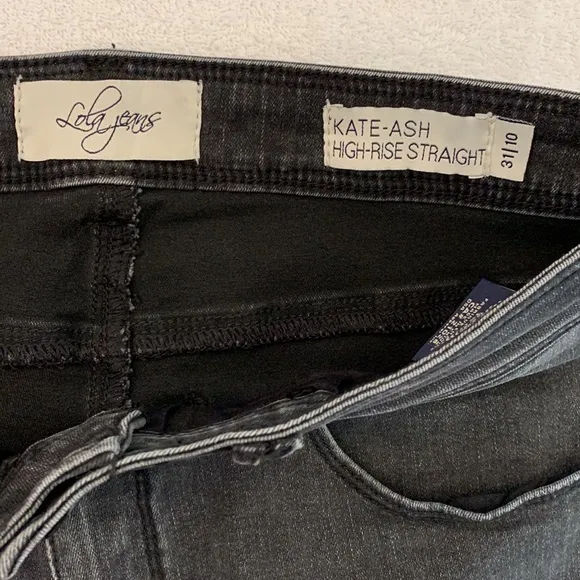 Lola jeans
KATE-ASH
HIGH-RISE STRAIGHT
31|10